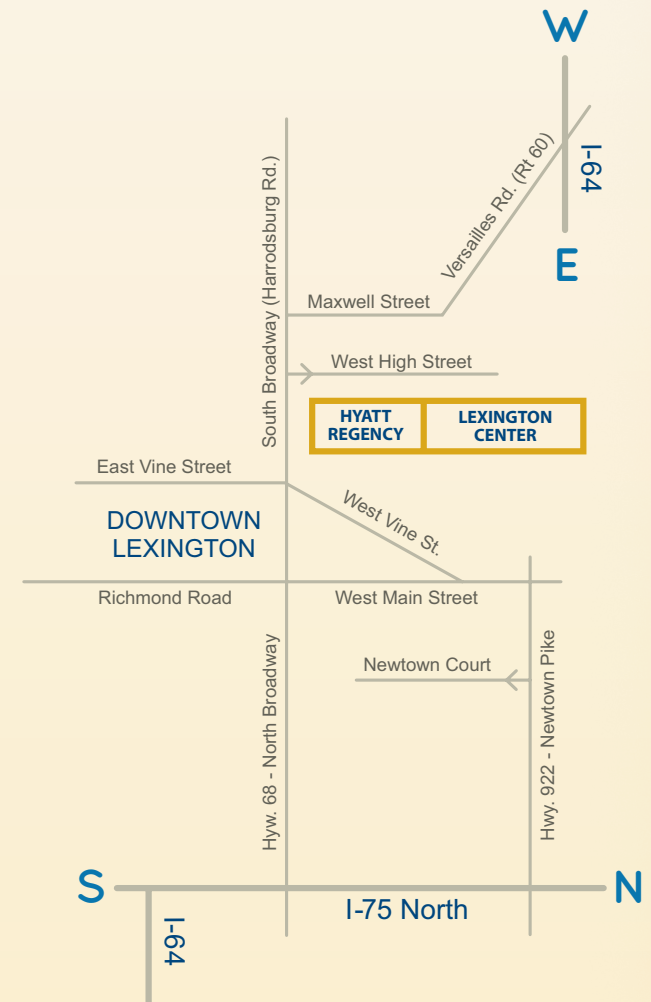 W
I-64
E
Versailles Rd. (Rt 60)
South Broadway (Harrodsburg Rd.)
Maxwell Street
West High Street
HYATT
REGENCY
LEXINGTON
CENTER
East Vine Street
West Vine St.
DOWNTOWN
LEXINGTON
Richmond Road
West Main Street
Newtown Court
Hyw. 68 - North Broadway
Hwy. 922 - Newtown Pike
S
N
I-75 North
I-64